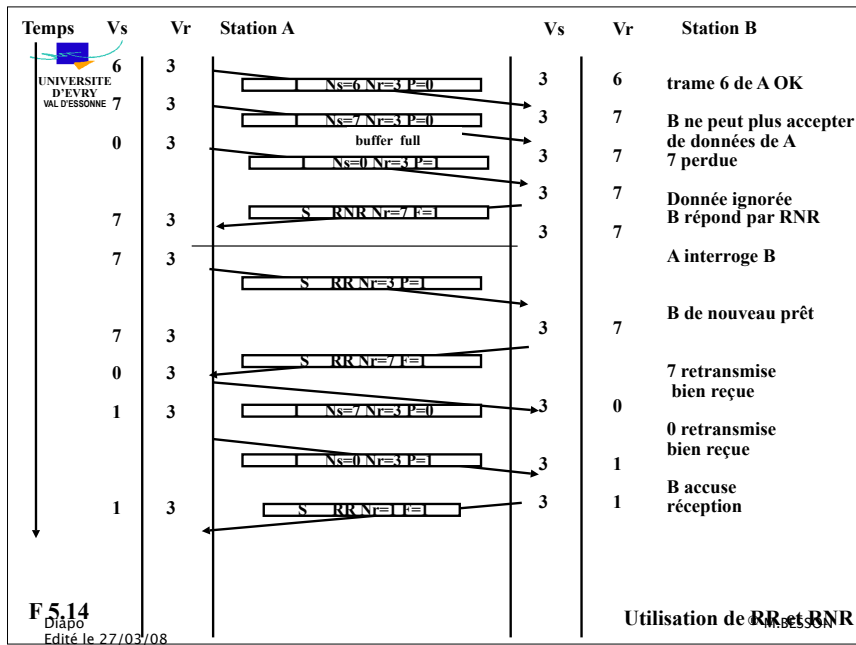 Temps Vs Vr Station A Vs Vr Station B
UNIVERSITE
D'EVRY
VAL D'ESSONNE
6 3 3 6 trame 6 de A OK
I Ns=6 Nr=3 P=0
7 3 3 7 B ne peut plus accepter
I Ns=7 Nr=3 P=0
de données de A
0 3 buffer full
3 7 7 perdue
I Ns=0 Nr=3 P=1
3 7 Donnée ignorée
S RNR Nr=7 F=1
B répond par RNR
7 3 3 7
7 3 A interroge B
S RR Nr=3 P=1
B de nouveau prêt
7 3 3 7
S RR Nr=7 F=1
0 3 7 retransmise
bien reçue
1 3 I Ns=7 Nr=3 P=0 3 0
0 retransmise
bien reçue
I Ns=0 Nr=3 P=1 3 1
B accuse
1 3 S RR Nr=1 F=1 3 1 réception
F 5.14 Utilisation de RR et RNR
Diapo © M.BESSON
Edité le 27/03/08